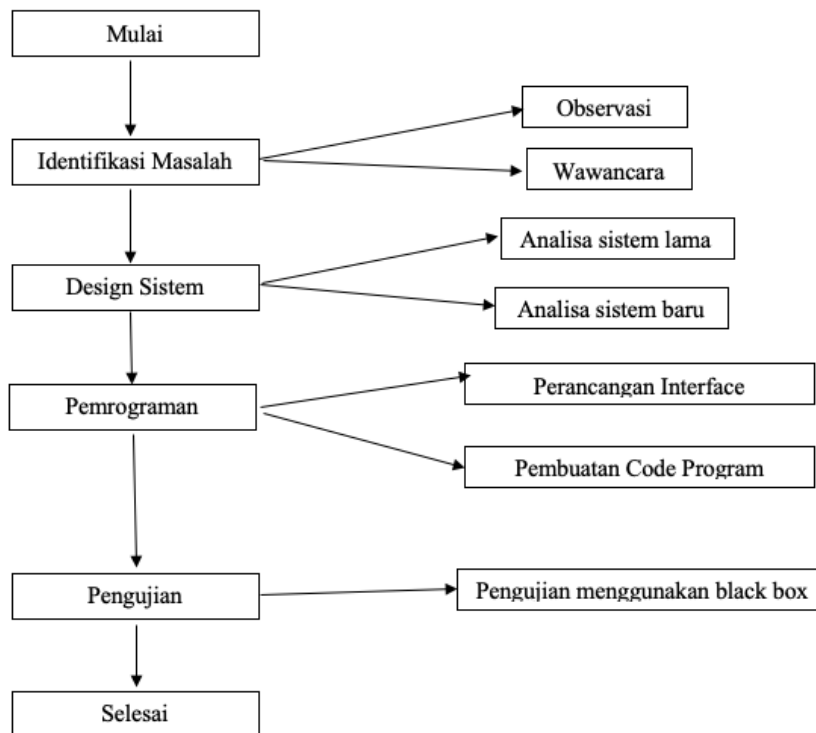 Mulai
Observasi
Identifikasi Masalah
Wawancara
Analisa sistem lama
Design Sistem
Analisa sistem baru
Perancangan Interface
Pemrograman
Pembuatan Code Program
Pengujian
Pengujian menggunakan black box
Selesai